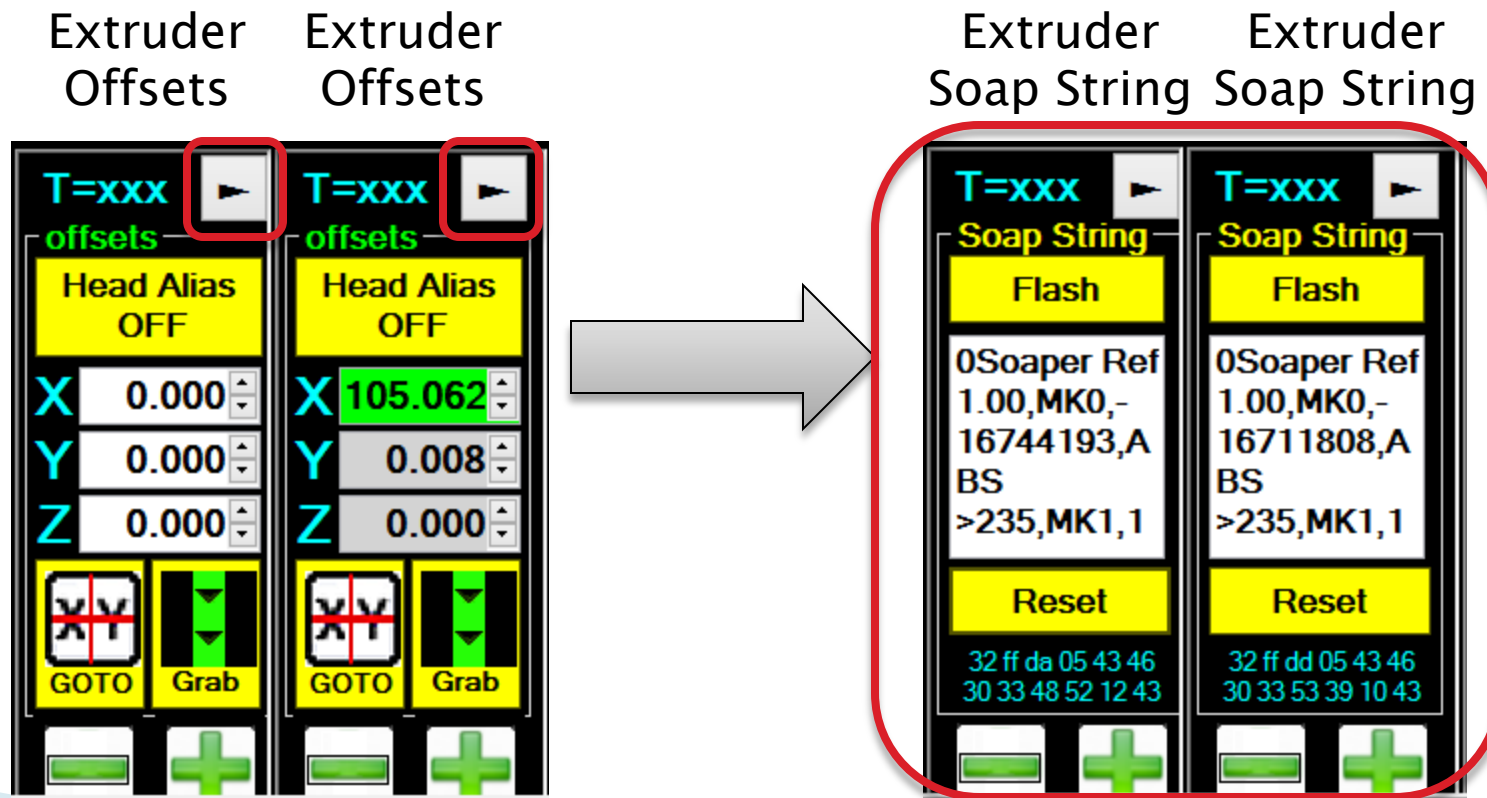 Extruder Offsets
Extruder Offsets
Extruder Soap String
Extruder Soap String
T=xxx
offsets
Head Alias
OFF
X 0.000
Y 0.000
Z 0.000
XY
GOTO
Grab
T=xxx
offsets
Head Alias
OFF
X 105.062
Y 0.008
Z 0.000
XY
GOTO
Grab
T=xxx
Soap String
Flash
0Soaper Ref
1.00,MK0,-
16744193,A
BS
>235,MK1,1
Reset
32 ff da 05 43 46
30 33 48 52 12 43
T=xxx
Soap String
Flash
0Soaper Ref
1.00,MK0,-
16711808,A
BS
>235,MK1,1
Reset
32 ff dd 05 43 46
30 33 53 39 10 43